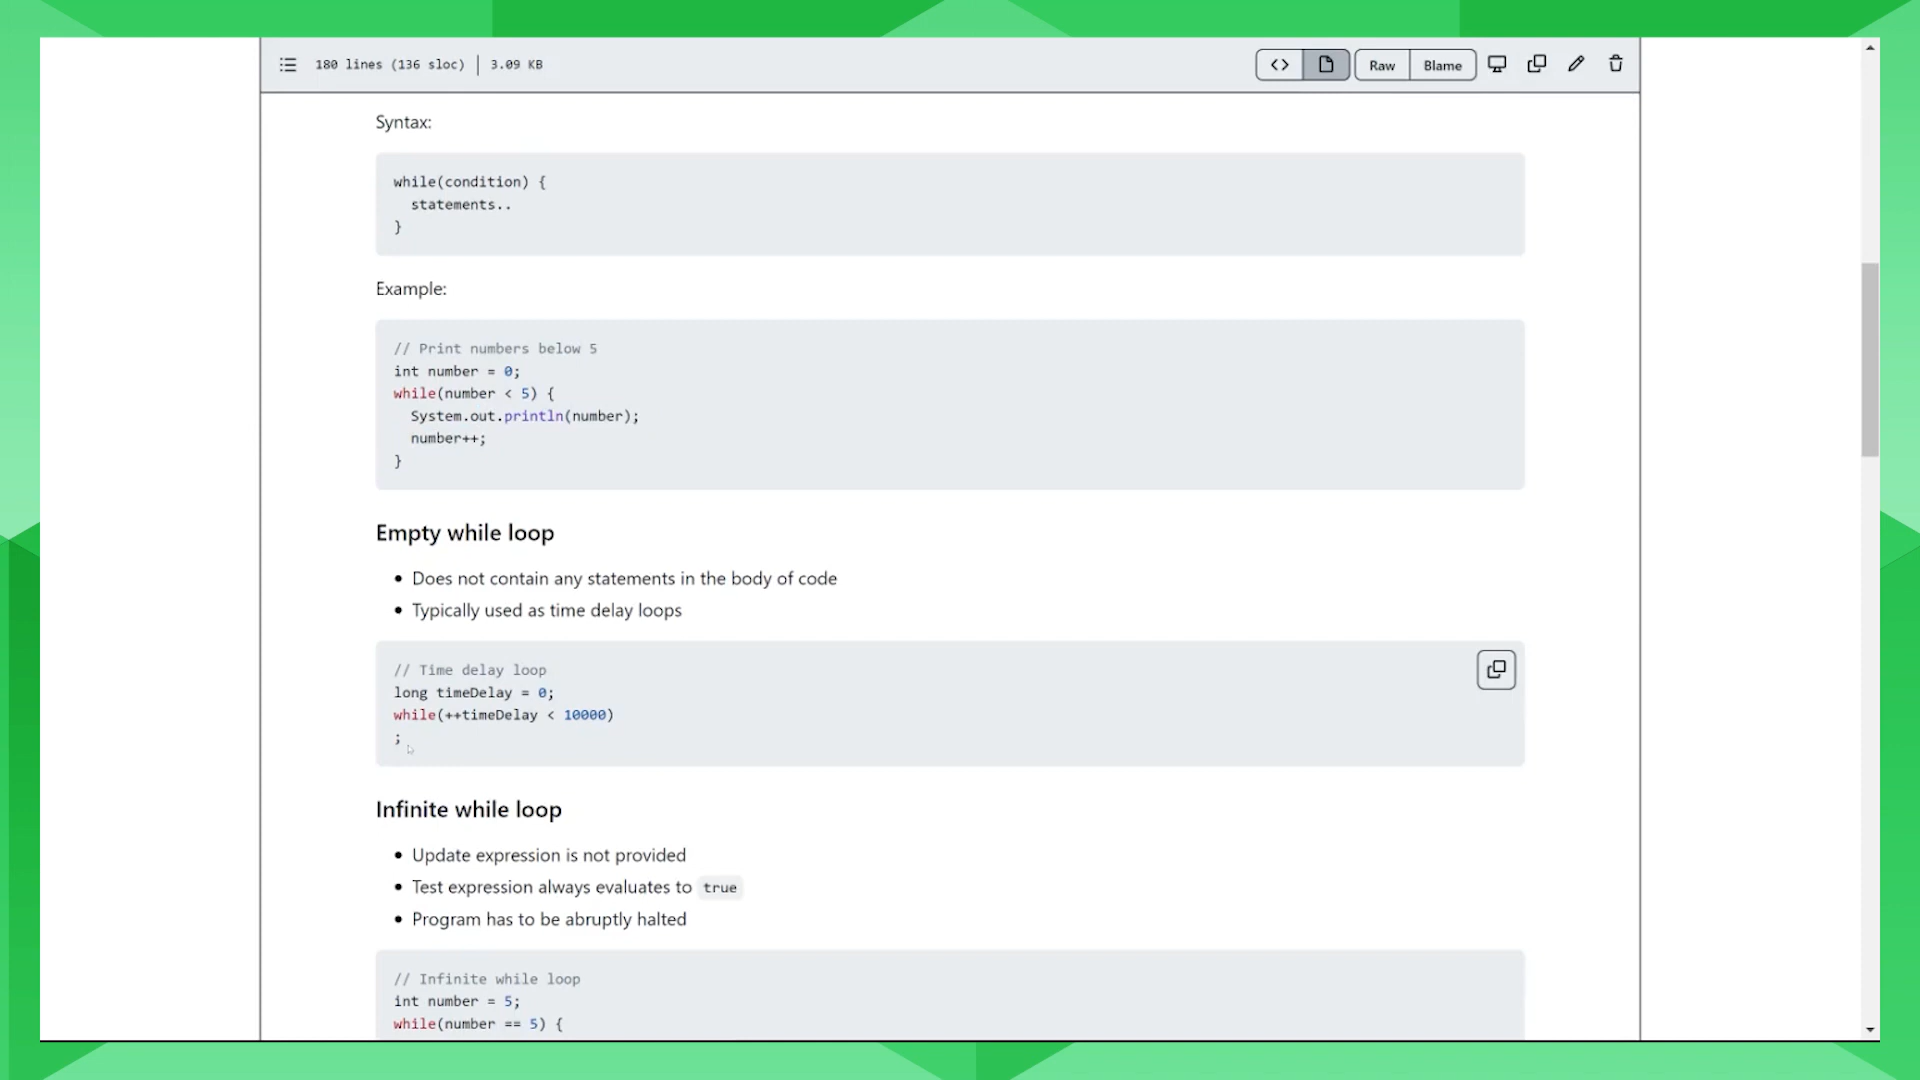 180 lines (136 sloc) | 3.09 KB
<> Raw Blame
Syntax:
while(condition) {
  statements..
}
Example:
// Print numbers below 5
int number = 0;
while(number < 5) {
  System.out.println(number);
  number++;
}
Empty while loop
• Does not contain any statements in the body of code
• Typically used as time delay loops
// Time delay loop
long timeDelay = 0;
while(++timeDelay < 10000)
;
Infinite while loop
• Update expression is not provided
• Test expression always evaluates to true
• Program has to be abruptly halted
// Infinite while loop
int number = 5;
while(number == 5) {